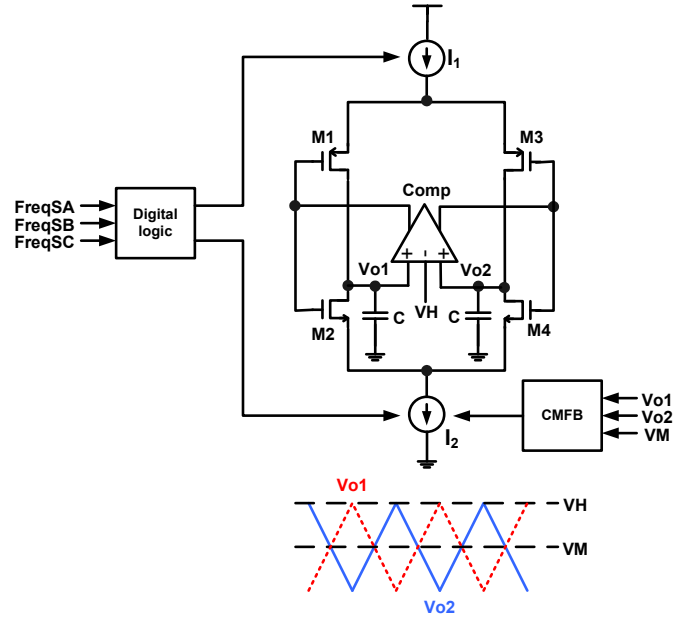 I1
M1
M3
Comp
FreqSA
FreqSB
FreqSC
Digital
logic
+ - +
Vo1
Vo2
VH
C
C
M2
M4
I2
CMFB
Vo1
Vo2
VM
Vo1
VH
VM
Vo2